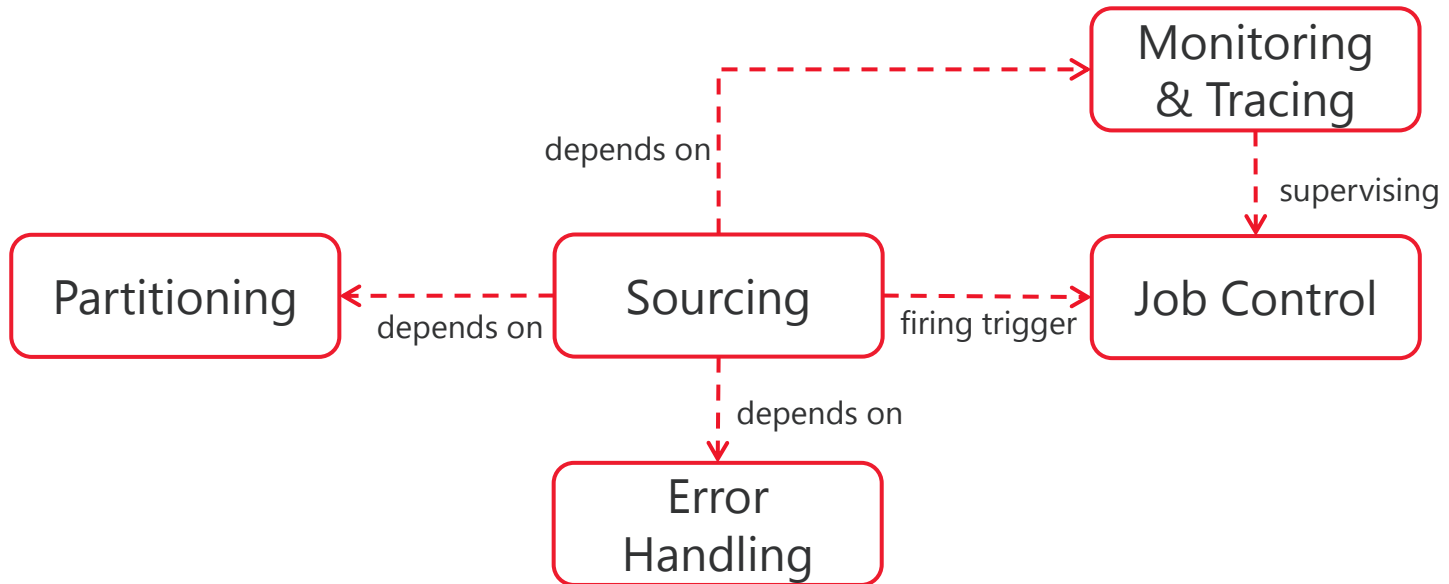 Monitoring
& Tracing
depends on
supervising
Partitioning
Sourcing
Job Control
depends on
firing trigger
depends on
Error
Handling